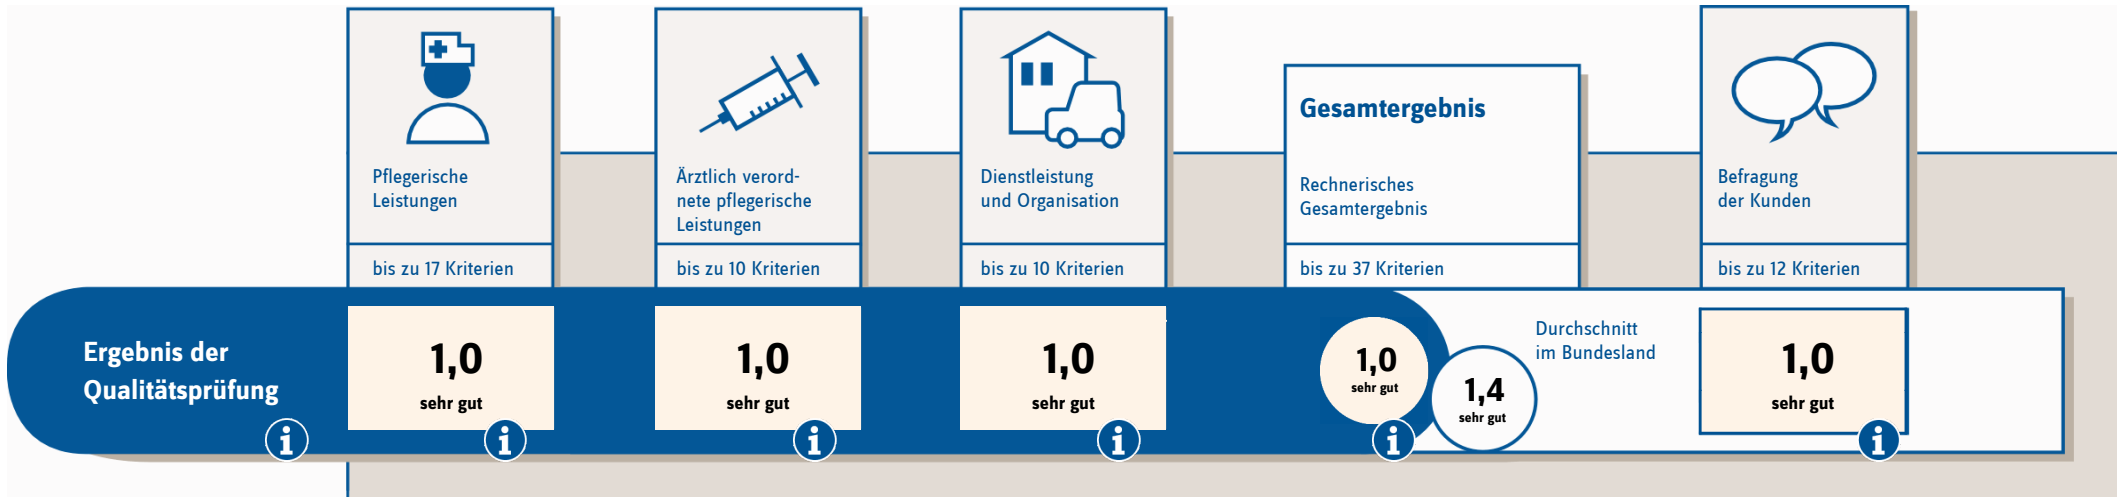 Pflegerische
Leistungen
bis zu 17 Kriterien
Ärztlich verord-
nete pflegerische
Leistungen
bis zu 10 Kriterien
Dienstleistung
und Organisation
bis zu 10 Kriterien
Gesamtergebnis
Rechnerisches
Gesamtergebnis
bis zu 37 Kriterien
Befragung
der Kunden
bis zu 12 Kriterien
Ergebnis der
Qualitätsprüfung
i
1,0
sehr gut
i
1,0
sehr gut
i
1,0
sehr gut
i
1,0
sehr gut
i
1,4
sehr gut
Durchschnitt
im Bundesland
1,0
sehr gut
i